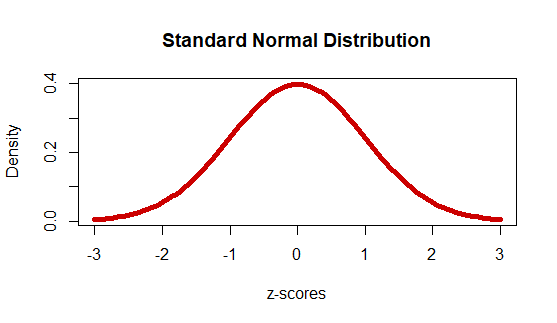 Standard Normal Distribution
Density
0.4
0.2
0.0
-3 -2 -1 0 1 2 3
z-scores